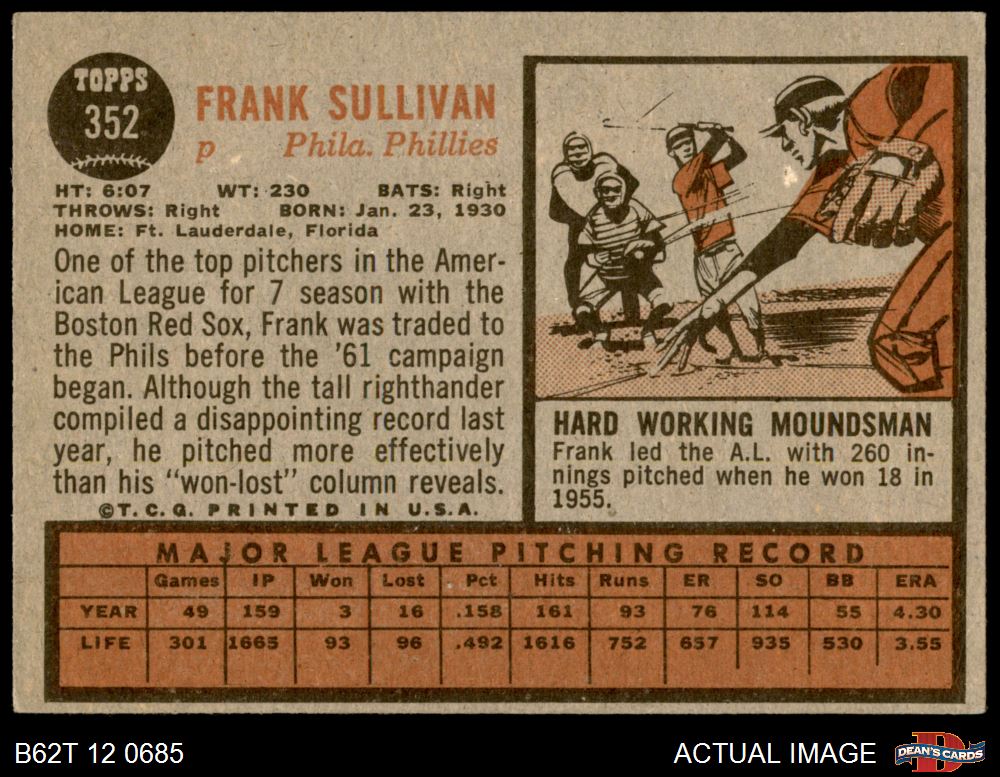 TOPPS
352
FRANK SULLIVAN
p Phila. Phillies
HT: 6:07 WT: 230 BATS: Right
THROWS: Right BORN: Jan. 23, 1930
HOME: Ft. Lauderdale, Florida
One of the top pitchers in the Amer-
ican League for 7 season with the
Boston Red Sox, Frank was traded to
the Phils before the '61 campaign
began. Although the tall righthander
compiled a disappointing record last
year, he pitched more effectively
than his "won-lost" column reveals.
©T.C.G. PRINTED IN U.S.A.
HARD WORKING MOUNDSMAN
Frank led the A.L. with 260 in-
nings pitched when he won 18 in
1955.
MAJOR LEAGUE PITCHING RECORD
Games IP Won Lost Pct Hits Runs ER SO BB ERA
YEAR 49 159 3 16 .158 161 93 76 114 55 4.30
LIFE 301 1665 93 96 .492 1616 752 657 935 530 3.55
B62T 12 0685
ACTUAL IMAGE
D
DEAN'S CARDS